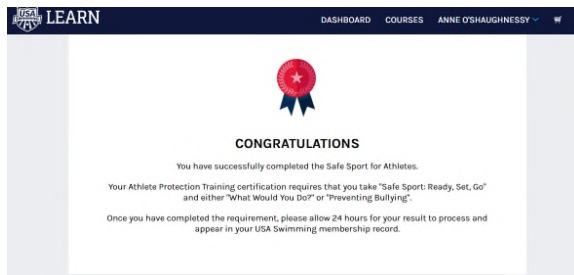 USA LEARN
DASHBOARD COURSES ANNE O'SHAUGHNESSY
CONGRATULATIONS
You have successfully completed the Safe Sport for Athletes.
Your Athlete Protection Training certification requires that you take "Safe Sport: Ready, Set, Go"
and either "What Would You Do?" or "Preventing Bullying".
Once you have completed the requirement, please allow 24 hours for your result to process and
appear in your USA Swimming membership record.